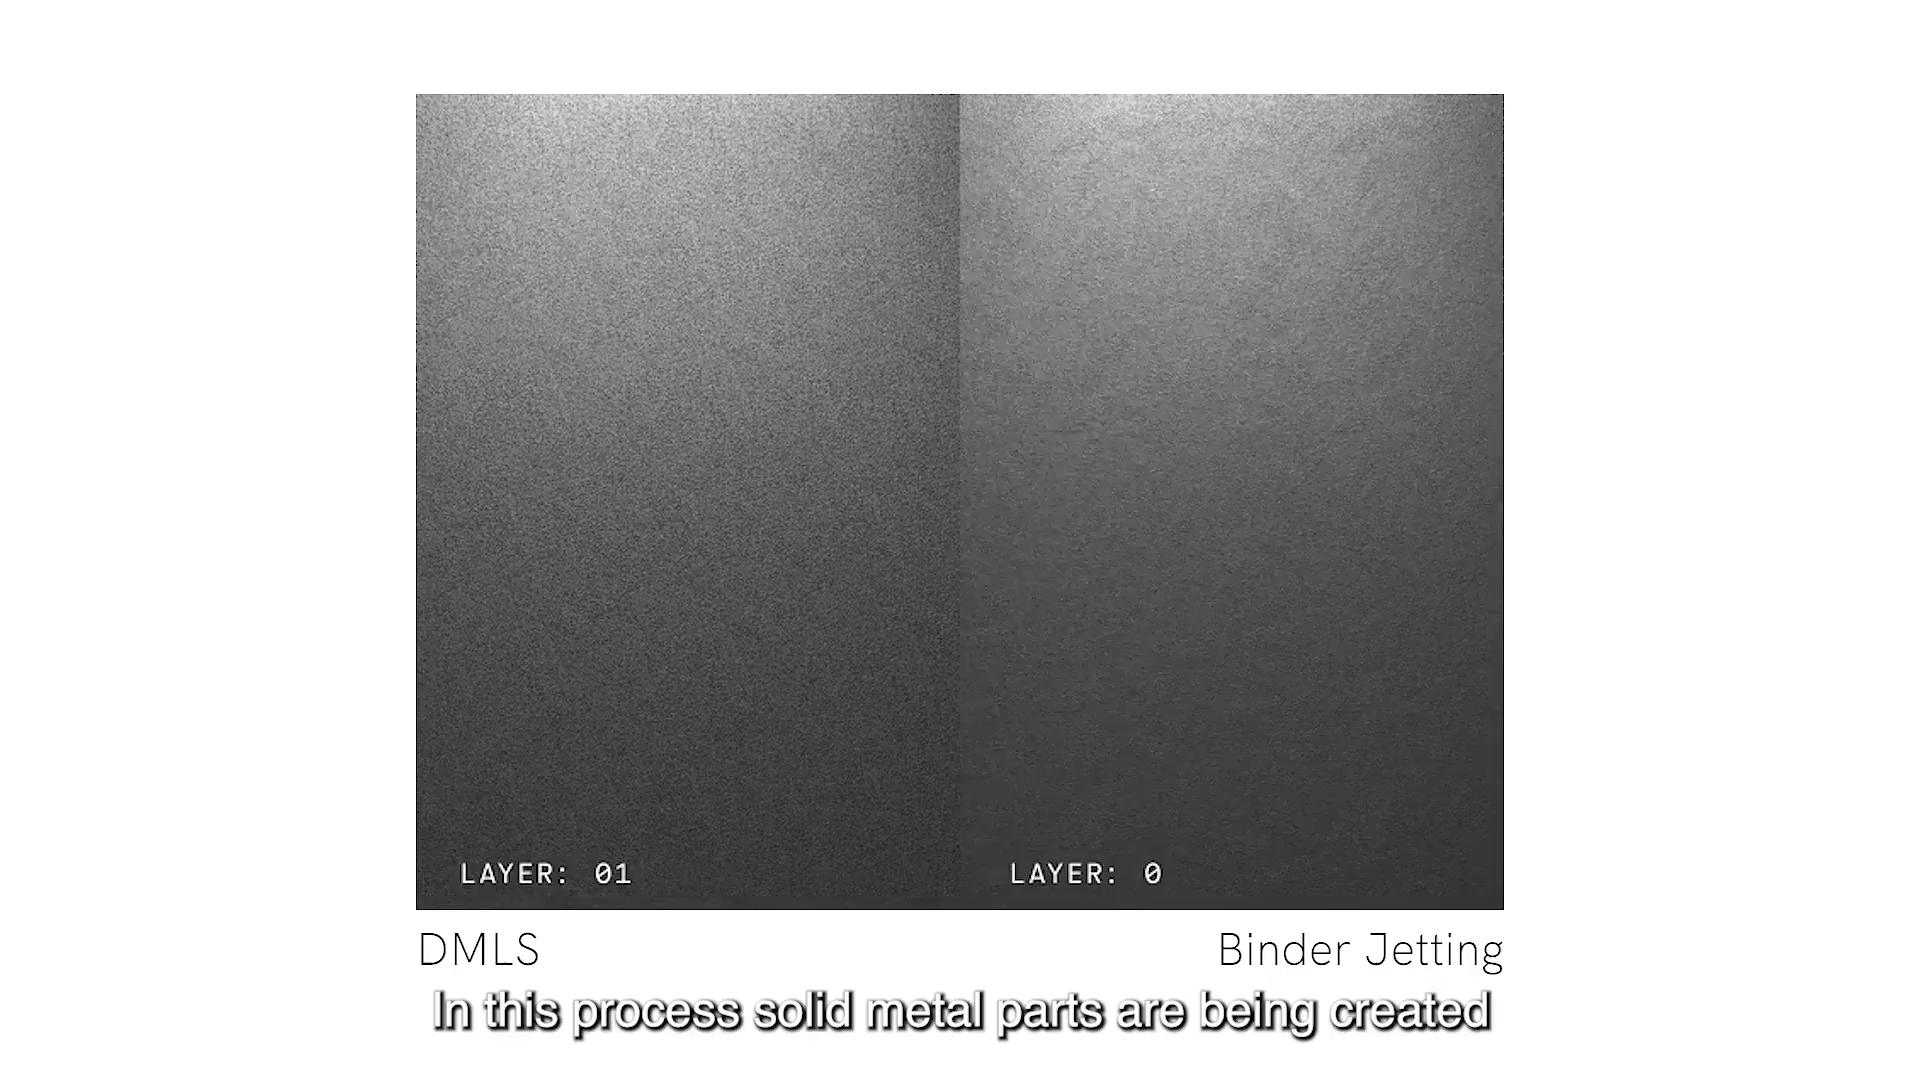 LAYER: 01
LAYER: 0
DMLS
Binder Jetting
In this process solid metal parts are being created